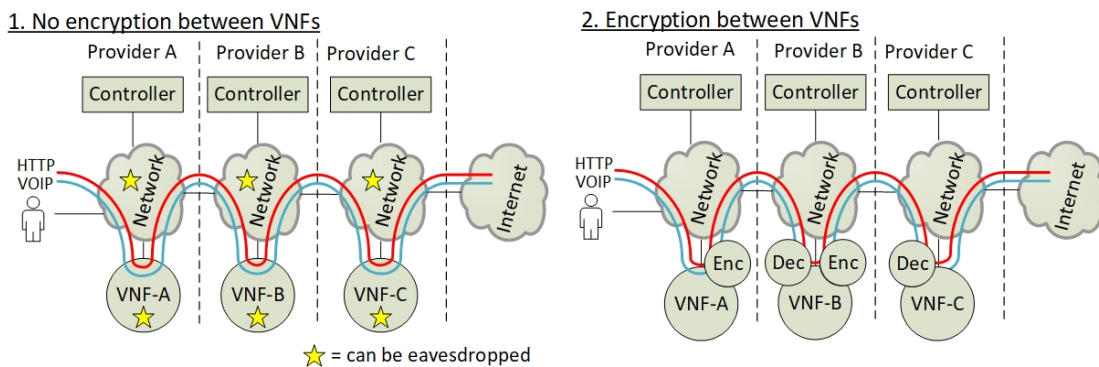 1. No encryption between VNFs
Provider A
Provider B
Provider C
Controller
Controller
Controller
HTTP
VOIP
Network
Network
Network
Internet
VNF-A
VNF-B
VNF-C
= can be eavesdropped
2. Encryption between VNFs
Provider A
Provider B
Provider C
Controller
Controller
Controller
HTTP
VOIP
Network
Network
Network
Internet
Enc
Dec
Enc
Dec
VNF-A
VNF-B
VNF-C